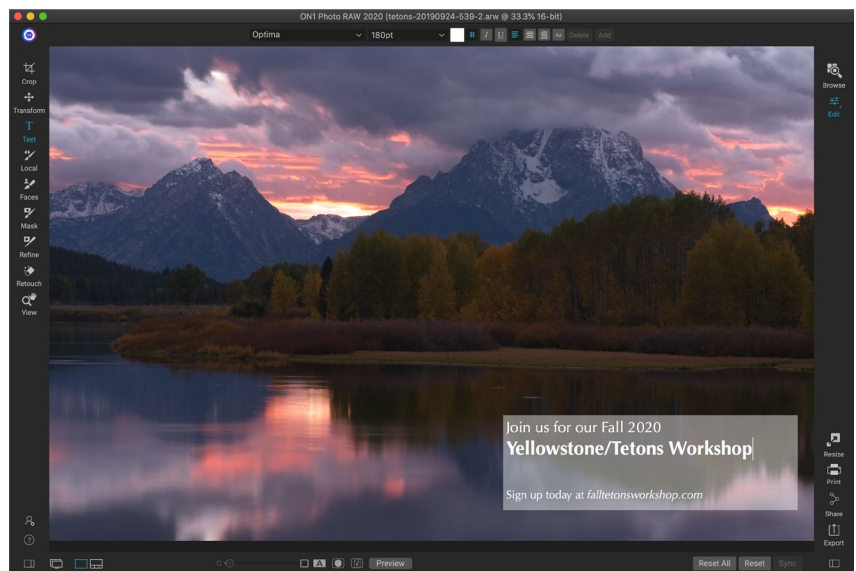 ON1 Photo RAW 2020 (tetons-20190924-539-2.arw @ 33.3% 16-bit)
Optima 180pt B I U Delete Add
Crop
Transform
T
Text
Local
Faces
Mask
Refine
Retouch
View
Browse
Edit
Join us for our Fall 2020
Yellowstone/Tetons Workshop
Sign up today at falltetonsworkshop.com
Resize
Print
Share
Export
?
A Preview Reset All Reset Sync